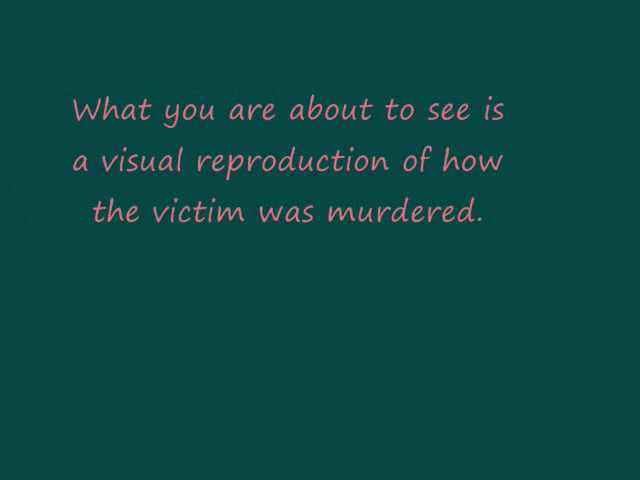 What you are about to see is
a visual reproduction of how
the victim was murdered.